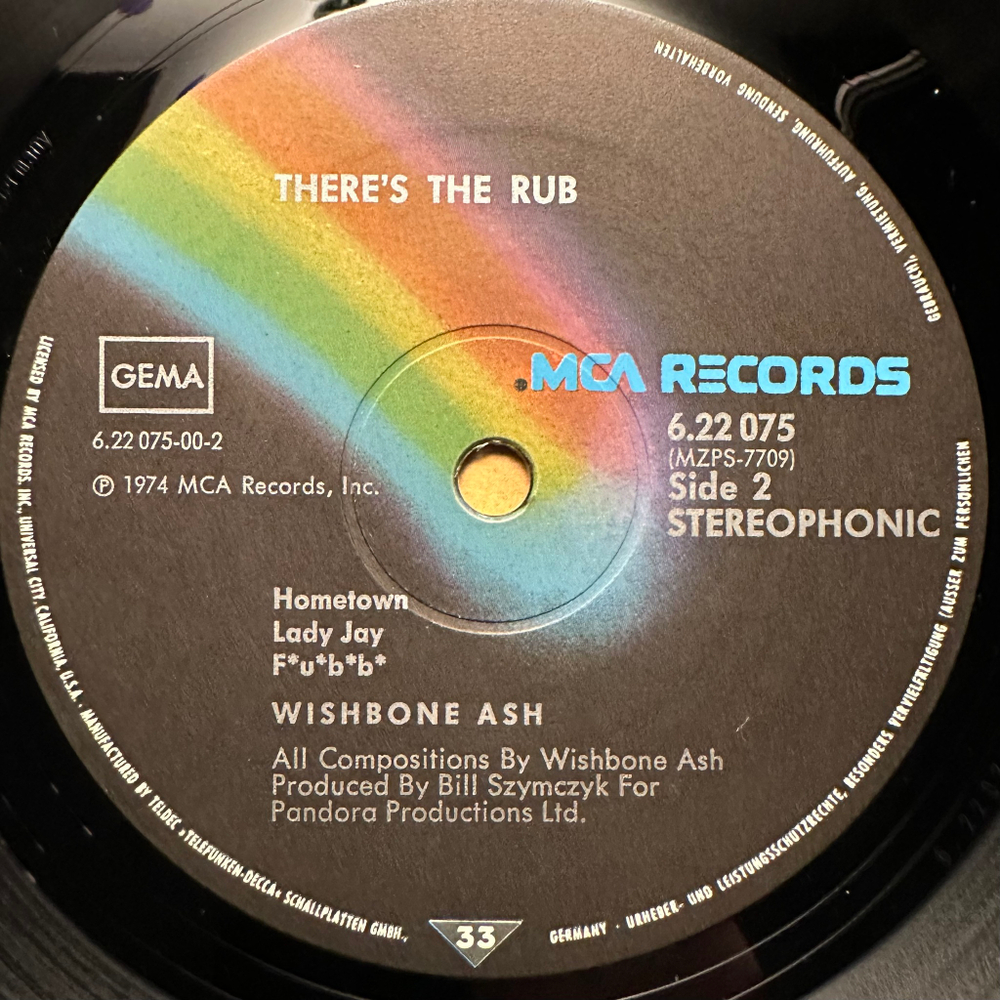 THERE'S THE RUB
MCA RECORDS
GEMA
6.22 075-00-2
℗ 1974 MCA Records, Inc.
6.22 075
(MZPS-7709)
Side 2
STEREOPHONIC
Hometown
Lady Jay
F*u*b*b*
WISHBONE ASH
All Compositions By Wishbone Ash
Produced By Bill Szymczyk For
Pandora Productions Ltd.
33
LICENSED BY MCA RECORDS, INC., UNIVERSAL CITY, CALIFORNIA, U.S.A. · MANUFACTURED BY TELDEC »TELEFUNKEN-DECCA« SCHALLPLATTEN GMBH.,
GERMANY · URHEBER- UND LEISTUNGSSCHUTZRECHTE, BESONDERS VERVIELFÄLTIGUNG (AUSSER ZUM PERSÖNLICHEN
GEBRAUCH), VERMIETUNG, AUFFÜHRUNG, SENDUNG VORBEHALTEN